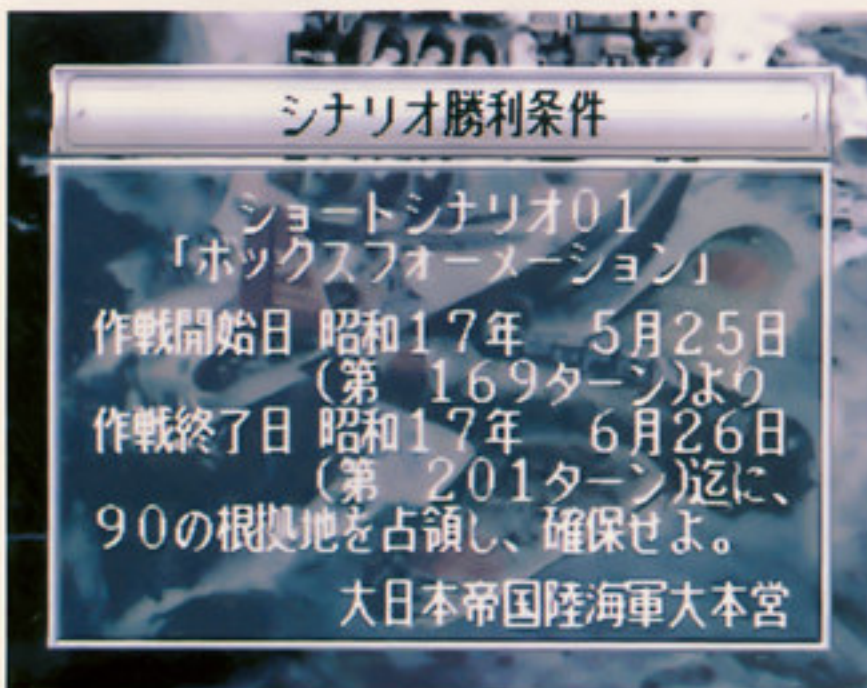 シナリオ勝利条件
ショートシナリオ01
「ボックスフォーメーション」
作戦開始日 昭和17年 5月25日
(第 169ターン)より
作戦終了日 昭和17年 6月26日
(第 201ターン)迄に、
90の根拠地を占領し、確保せよ。
大日本帝国陸海軍大本営